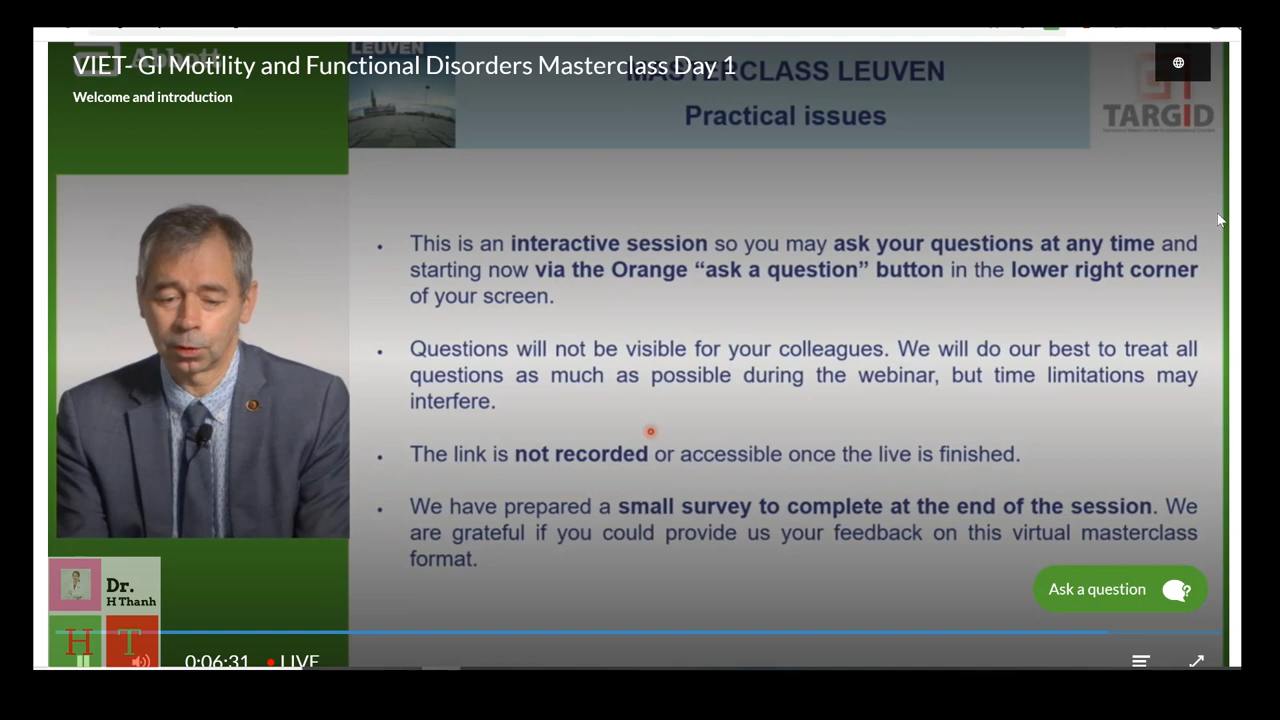 Abbott
VIET- GI Motility and Functional Disorders Masterclass Day 1
Welcome and introduction
LEUVEN
MASTERCLASS LEUVEN
Practical issues
TARGID
• This is an interactive session so you may ask your questions at any time and
starting now via the Orange “ask a question” button in the lower right corner
of your screen.
• Questions will not be visible for your colleagues. We will do our best to treat all
questions as much as possible during the webinar, but time limitations may
interfere.
• The link is not recorded or accessible once the live is finished.
• We have prepared a small survey to complete at the end of the session. We
are grateful if you could provide us your feedback on this virtual masterclass
format.
Ask a question
Dr.
H Thanh
H T
0:06:31 • LIVE